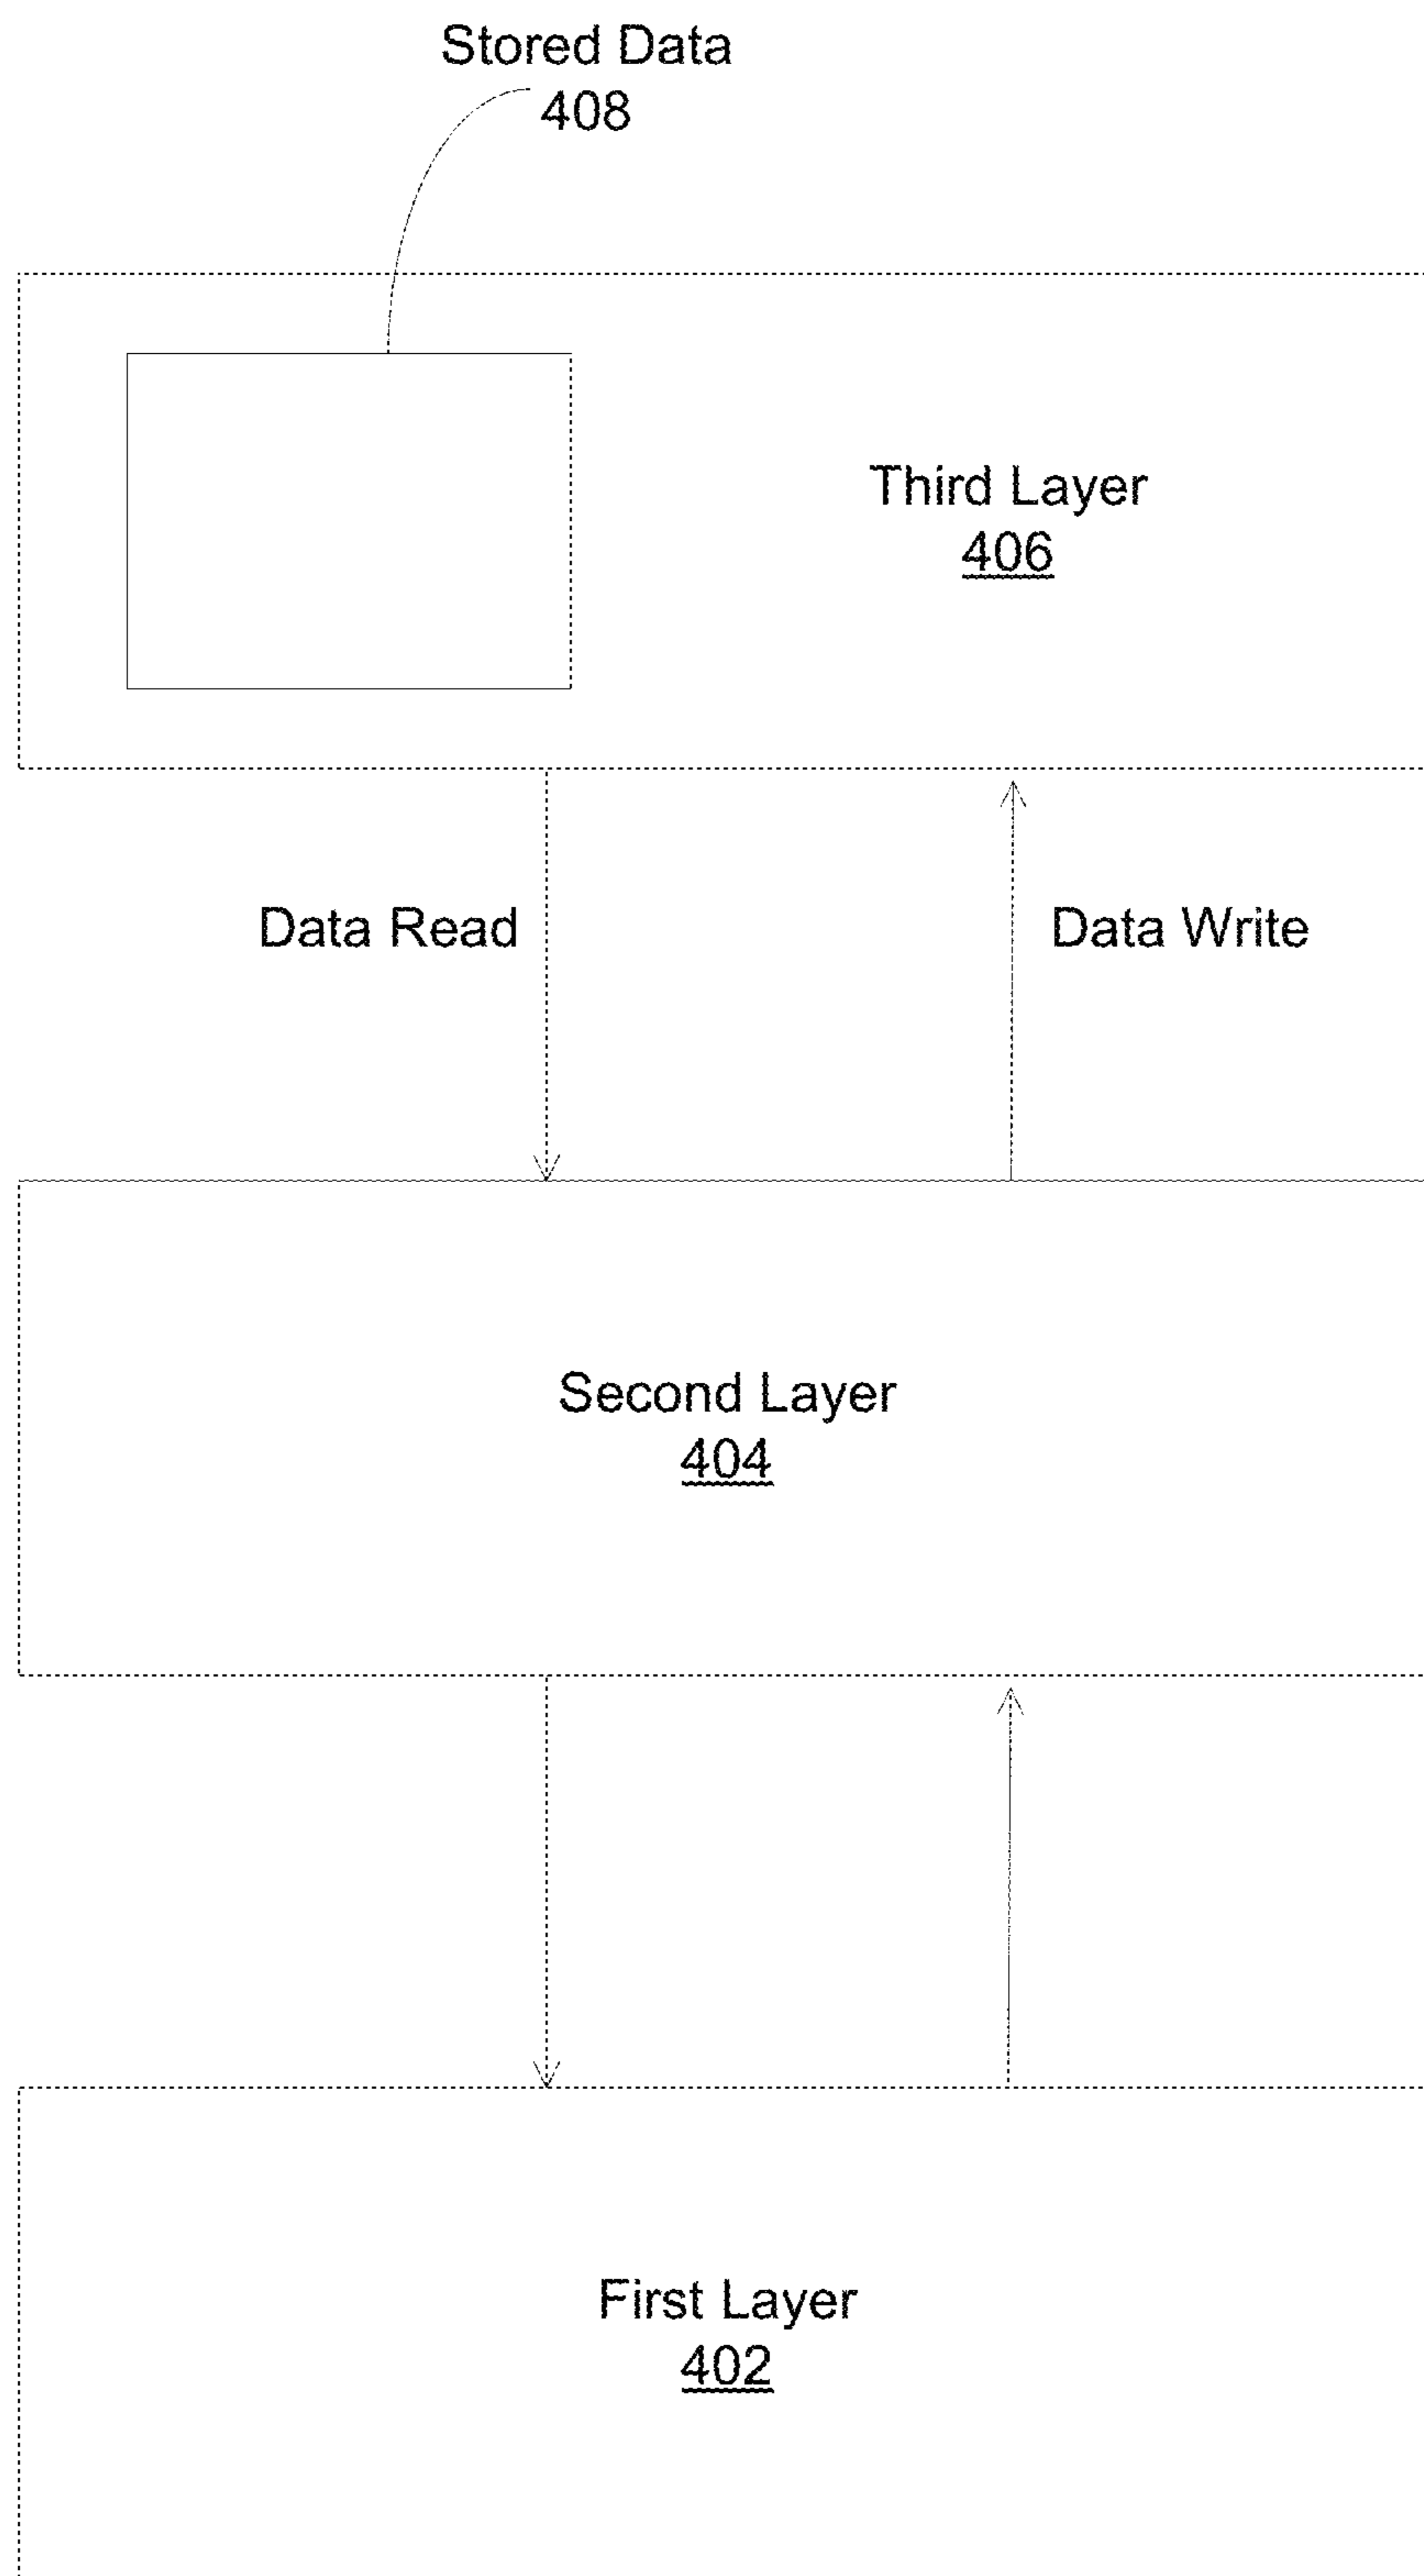 Stored Data
408
Third Layer
406
Data Read
Data Write
Second Layer
404
First Layer
402